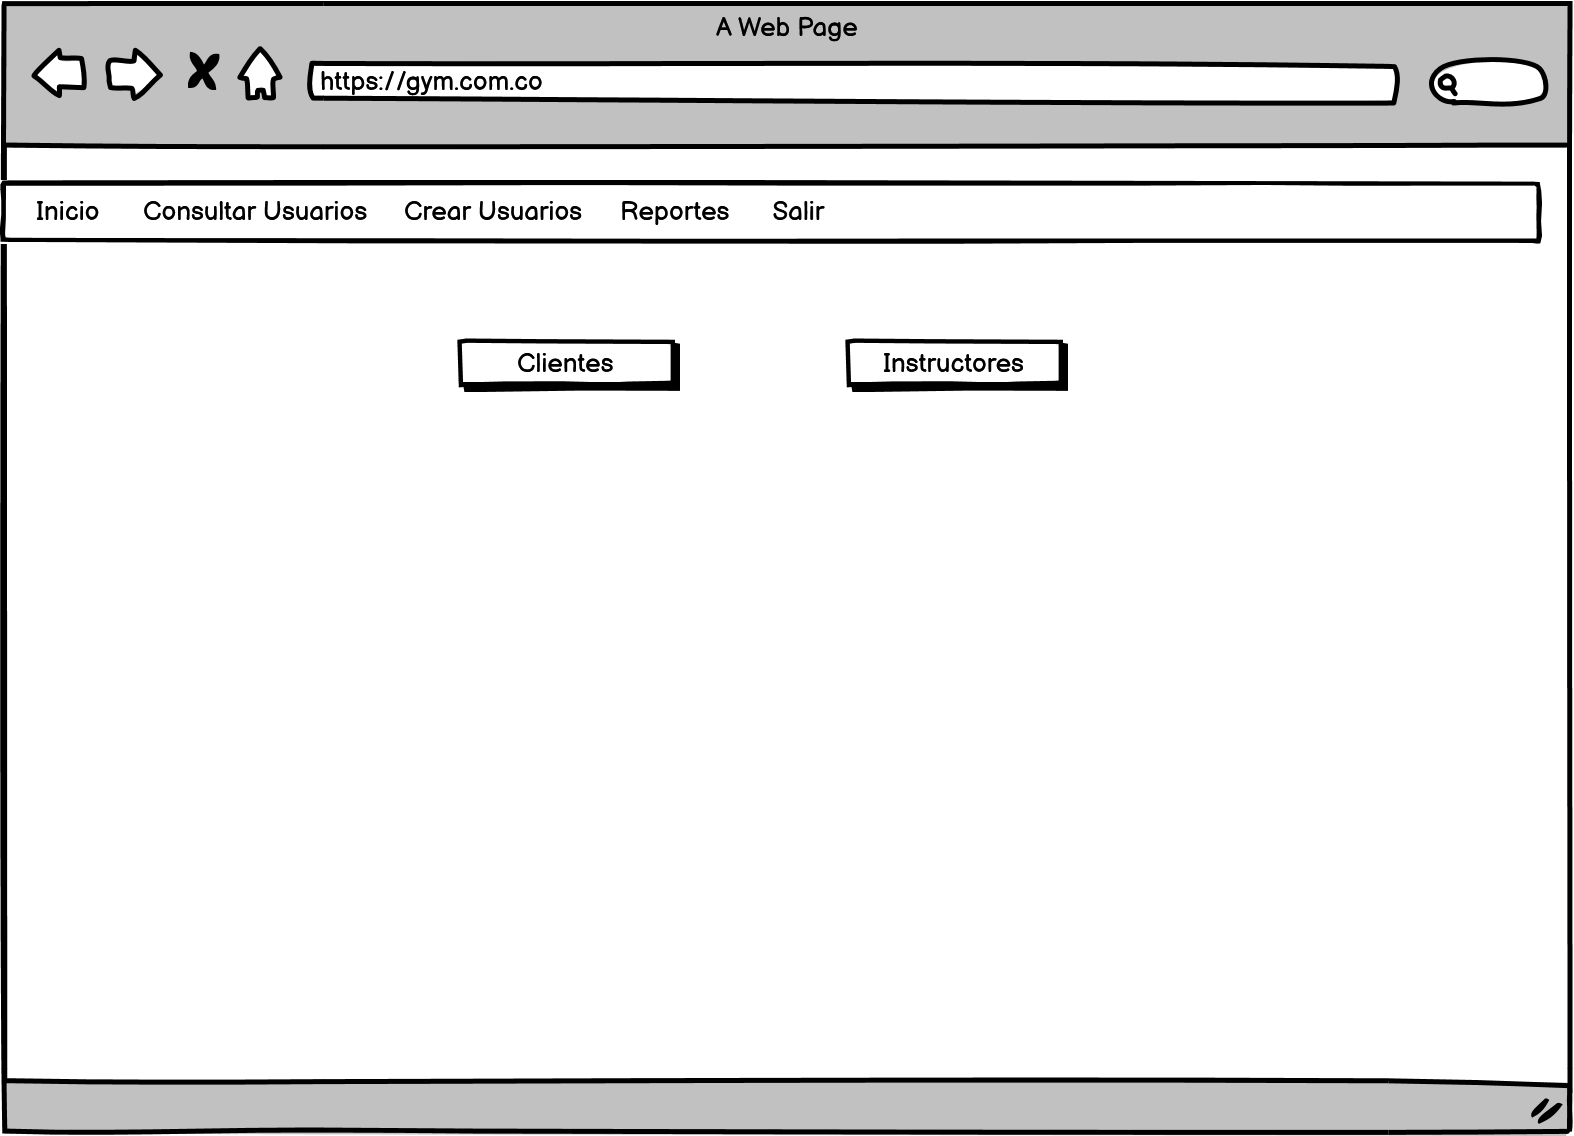 A Web Page
https://gym.com.co
Inicio Consultar Usuarios Crear Usuarios Reportes Salir
Clientes Instructores